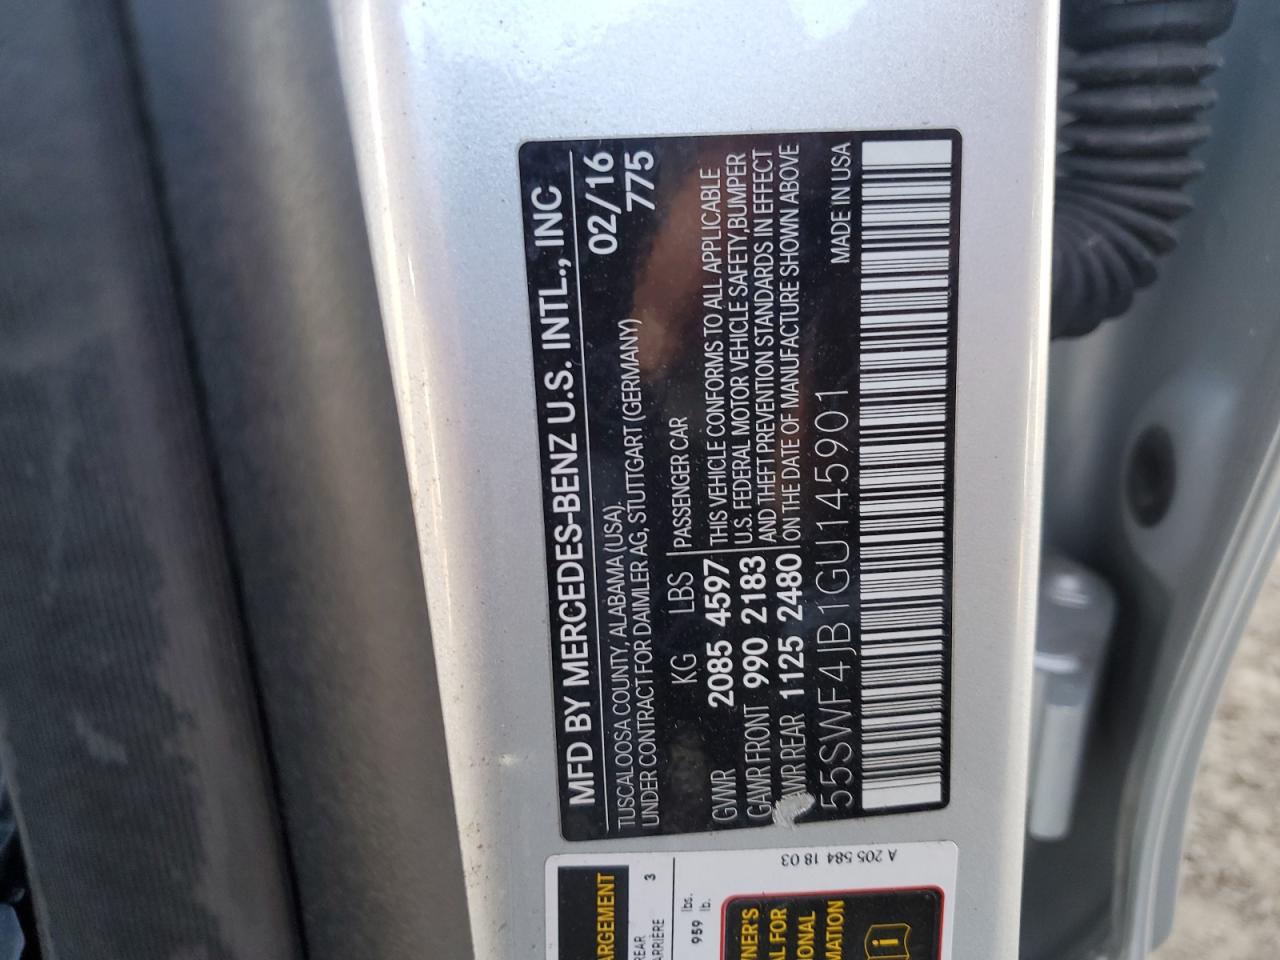 MFD BY MERCEDES-BENZ U.S. INTL., INC
TUSCALOOSA COUNTY, ALABAMA (USA). 02/16
UNDER CONTRACT FOR DAIMLER AG, STUTTGART (GERMANY) 775
KG LBS PASSENGER CAR
GVWR 2085 4597 THIS VEHICLE CONFORMS TO ALL APPLICABLE
GAWR FRONT 990 2183 U.S. FEDERAL MOTOR VEHICLE SAFETY,BUMPER
AND THEFT PREVENTION STANDARDS IN EFFECT
REAR 1125 2480 ON THE DATE OF MANUFACTURE SHOWN ABOVE
55SWF4JB1GU145901 MADE IN USA
A 205 584 18 03
3
959 lbs.
lb.